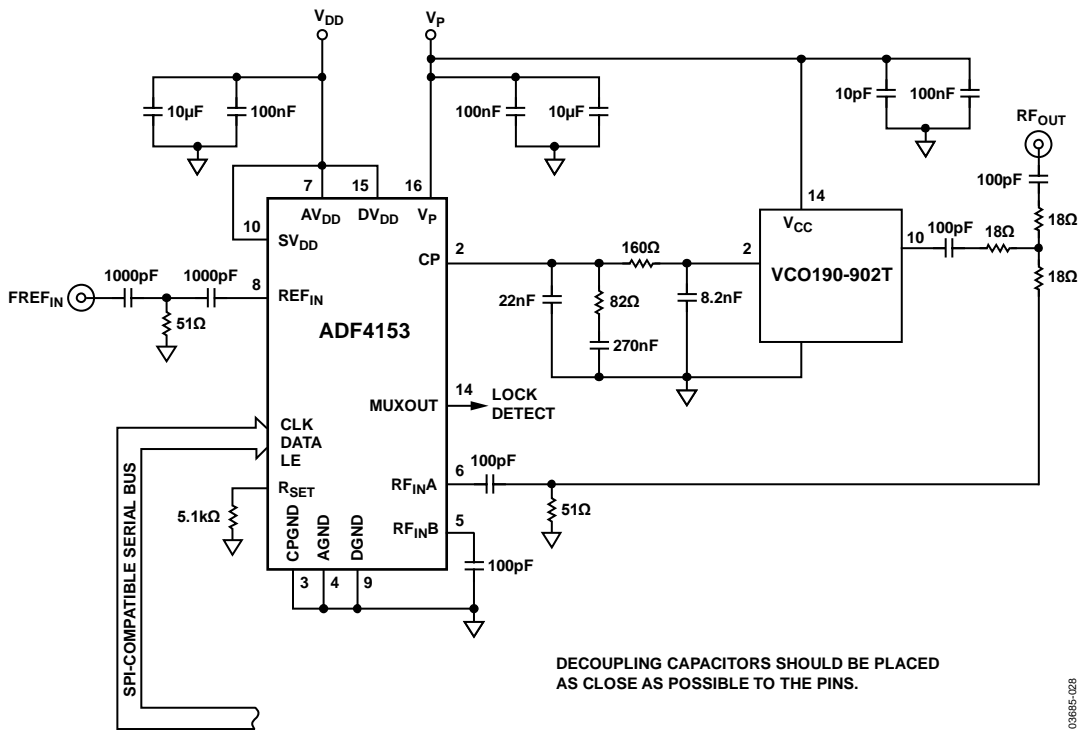 VDD
VP
10µF
100nF
100nF
10µF
10pF
100nF
RFOUT
100pF
18Ω
18Ω
7
15
16
AVDD
DVDD
VP
10
SVDD
CP
2
14
VCC
10
100pF
18Ω
160Ω
2
VCO190-902T
1000pF
1000pF
FREFIN
8
REFIN
51Ω
ADF4153
22nF
82Ω
8.2nF
270nF
MUXOUT
14
LOCK
DETECT
CLK
DATA
LE
RSET
5.1kΩ
RFINA
6
100pF
51Ω
RFINB
5
100pF
CPGND
AGND
DGND
3
4
9
SPI-COMPATIBLE SERIAL BUS
DECOUPLING CAPACITORS SHOULD BE PLACED
AS CLOSE AS POSSIBLE TO THE PINS.
03685-028